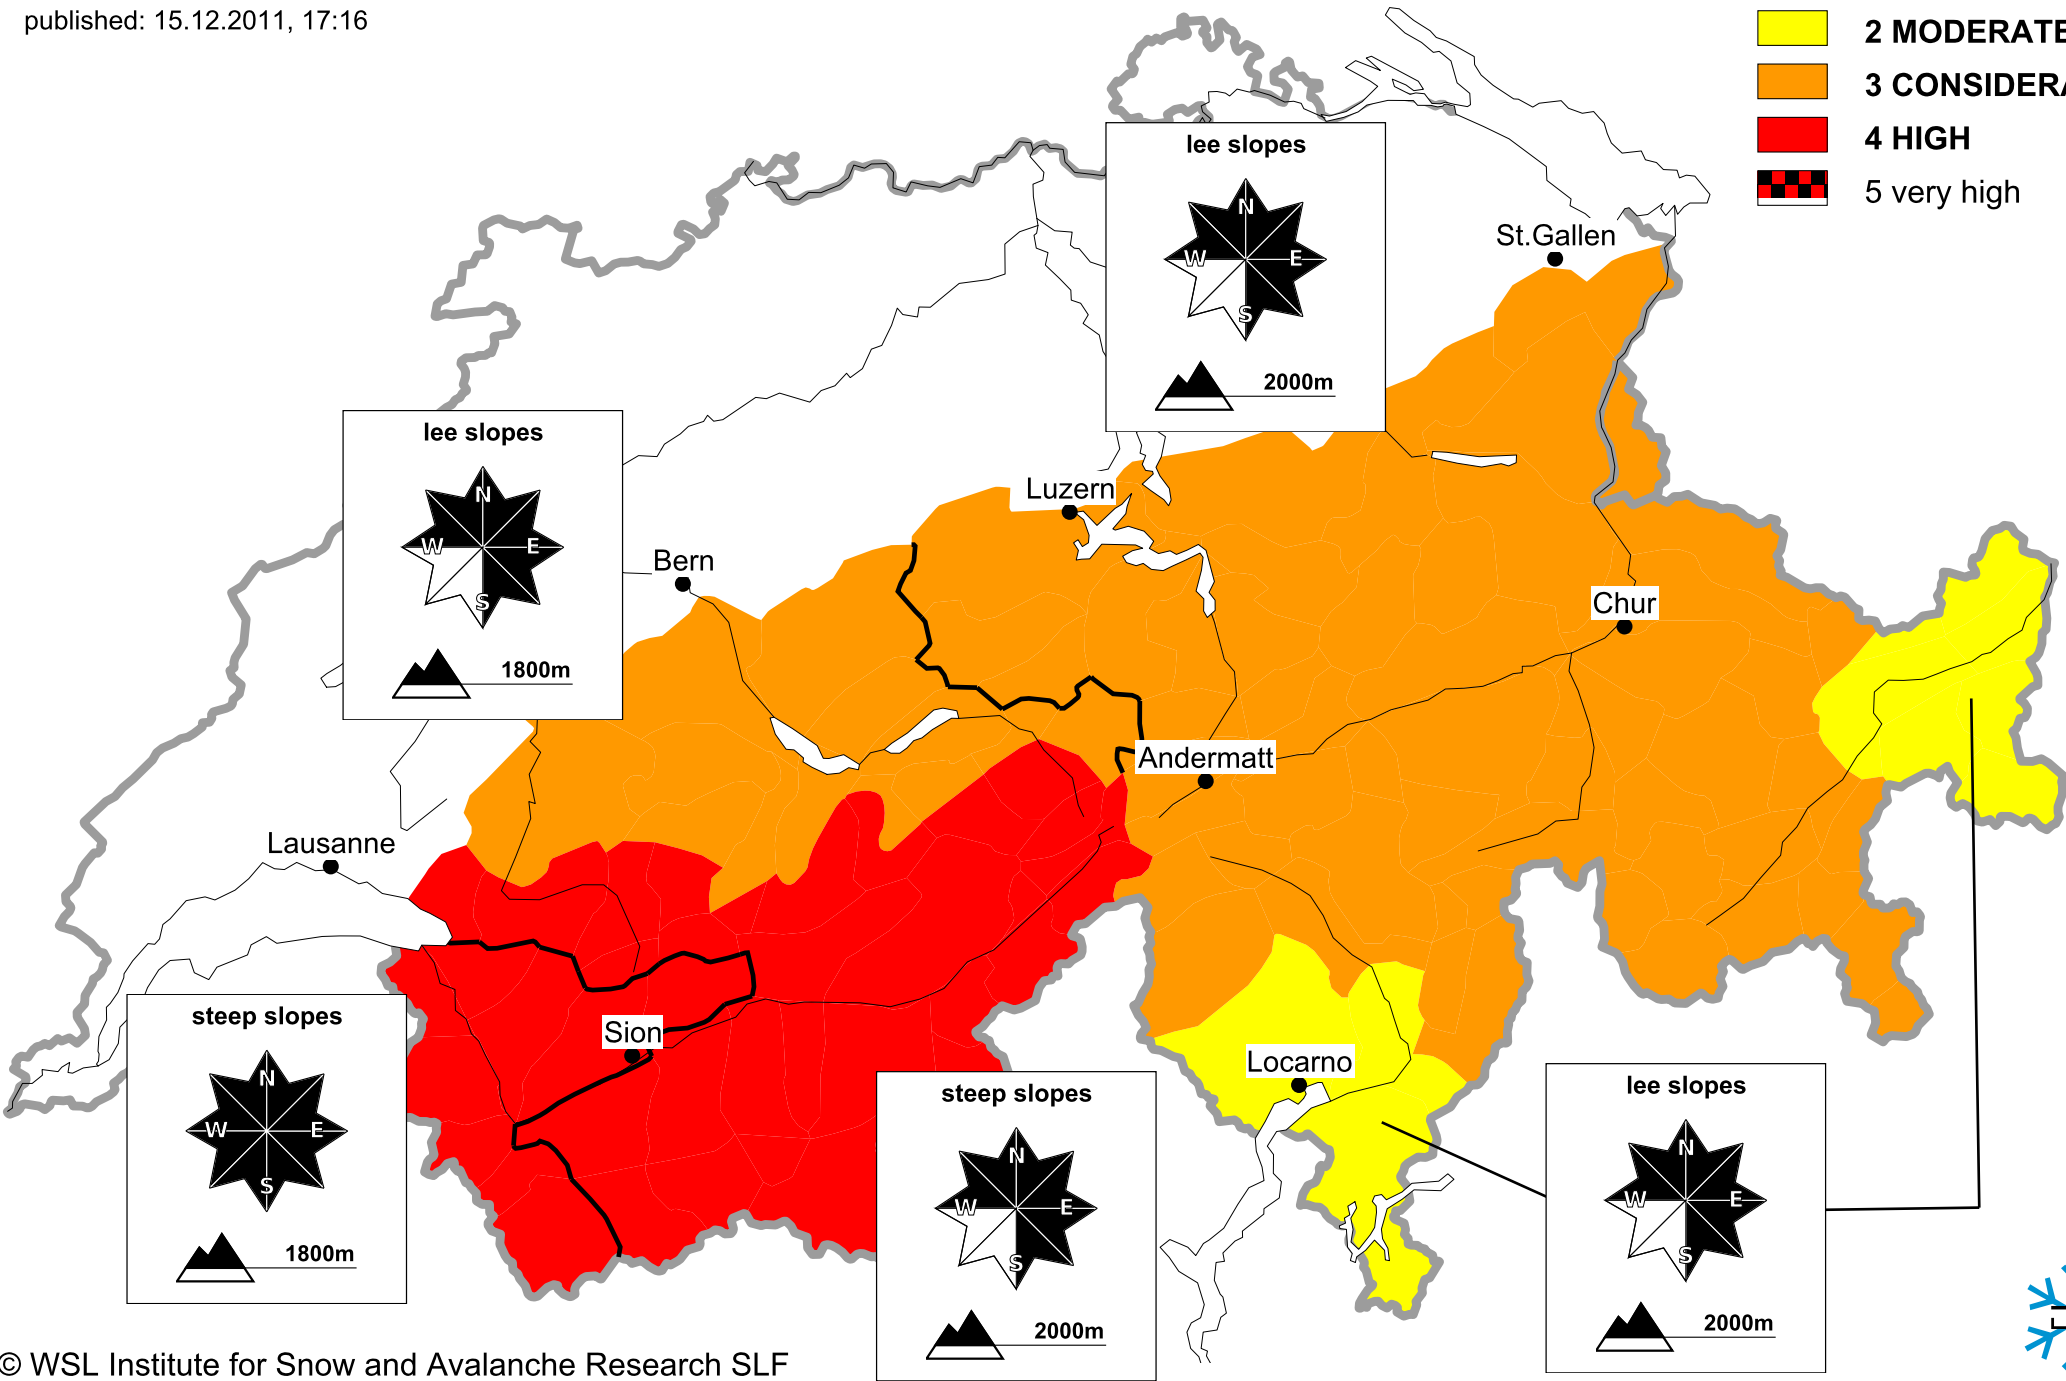 published: 15.12.2011, 17:16
2 MODERATE
3 CONSIDERA
4 HIGH
5 very high
lee slopes
N
W E
S
2000m
St.Gallen
lee slopes
N
W E
S
1800m
Luzern
Bern
Chur
Andermatt
Lausanne
steep slopes
N
W E
S
1800m
Sion
Locarno
steep slopes
N
W E
S
2000m
lee slopes
N
W E
S
2000m
© WSL Institute for Snow and Avalanche Research SLF